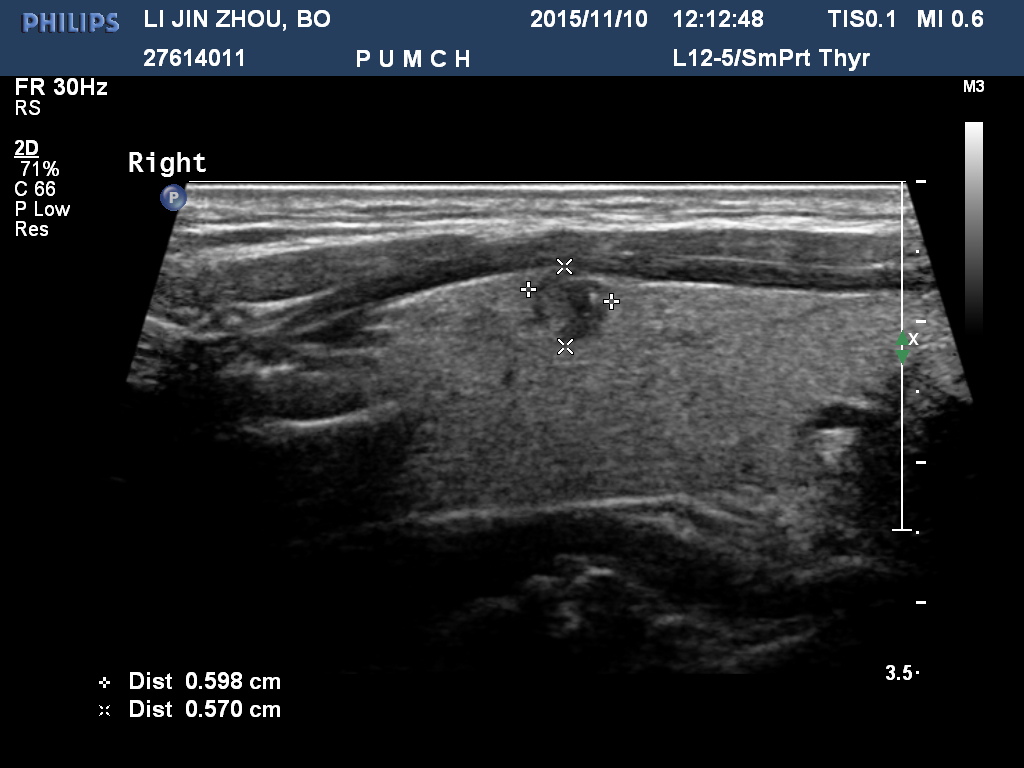 PHILIPS LI JIN ZHOU, BO 2015/11/10 12:12:48 TIS0.1 MI 0.6
27614011 P U M C H L12-5/SmPrt Thyr
FR 30Hz
RS
M3
2D
71%
C 66
P Low
Res
Right
P
X
3.5
Dist 0.598 cm
Dist 0.570 cm